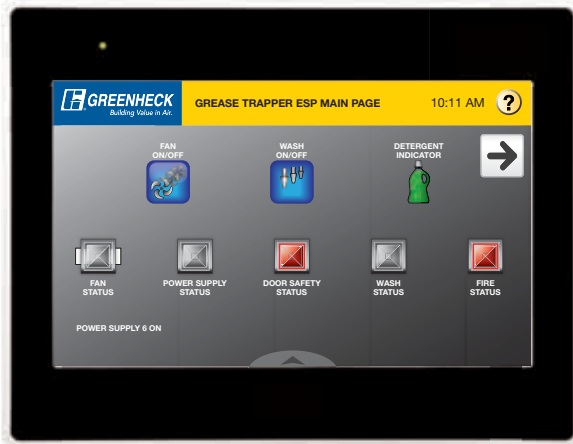 GREENHECK
Building Value in Air.
GREASE TRAPPER ESP MAIN PAGE
10:11 AM
?
FAN
ON/OFF
WASH
ON/OFF
DETERGENT
INDICATOR
FAN
STATUS
POWER SUPPLY
STATUS
DOOR SAFETY
STATUS
WASH
STATUS
FIRE
STATUS
POWER SUPPLY 6 ON